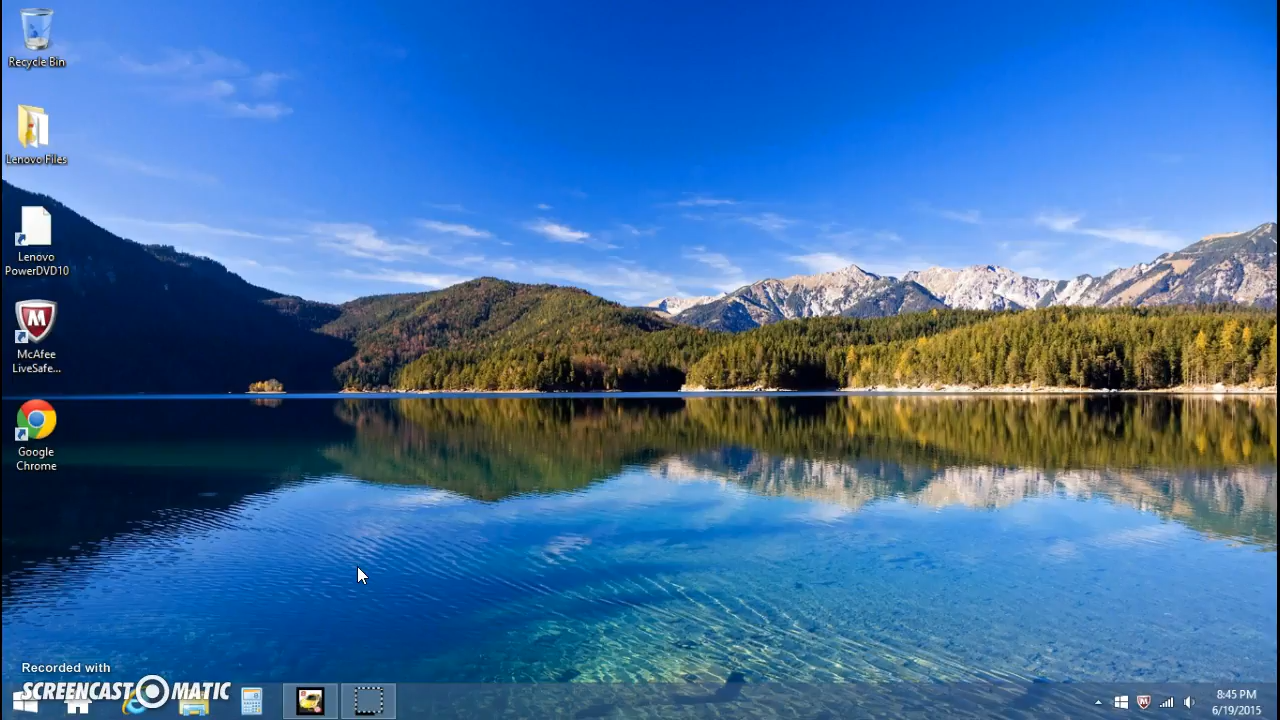 Recycle Bin
Lenovo Files
Lenovo
PowerDVD10
McAfee
LiveSafe...
Google
Chrome
Recorded with
SCREENCAST MATIC
8:45 PM
6/19/2015